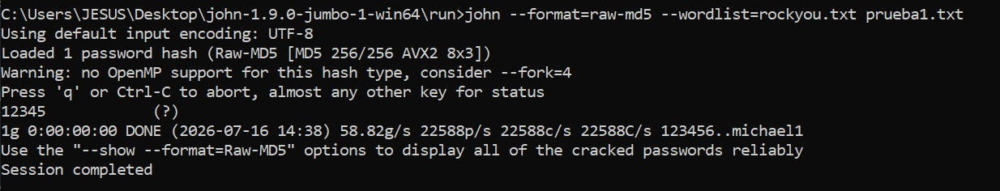 C:\Users\JESUS\Desktop\john-1.9.0-jumbo-1-win64\run>john --format=raw-md5 --wordlist=rockyou.txt prueba1.txt
Using default input encoding: UTF-8
Loaded 1 password hash (Raw-MD5 [MD5 256/256 AVX2 8x3])
Warning: no OpenMP support for this hash type, consider --fork=4
Press 'q' or Ctrl-C to abort, almost any other key for status
12345            (?)
1g 0:00:00:00 DONE (2026-07-16 14:38) 58.82g/s 22588p/s 22588c/s 22588C/s 123456..michael1
Use the "--show --format=Raw-MD5" options to display all of the cracked passwords reliably
Session completed